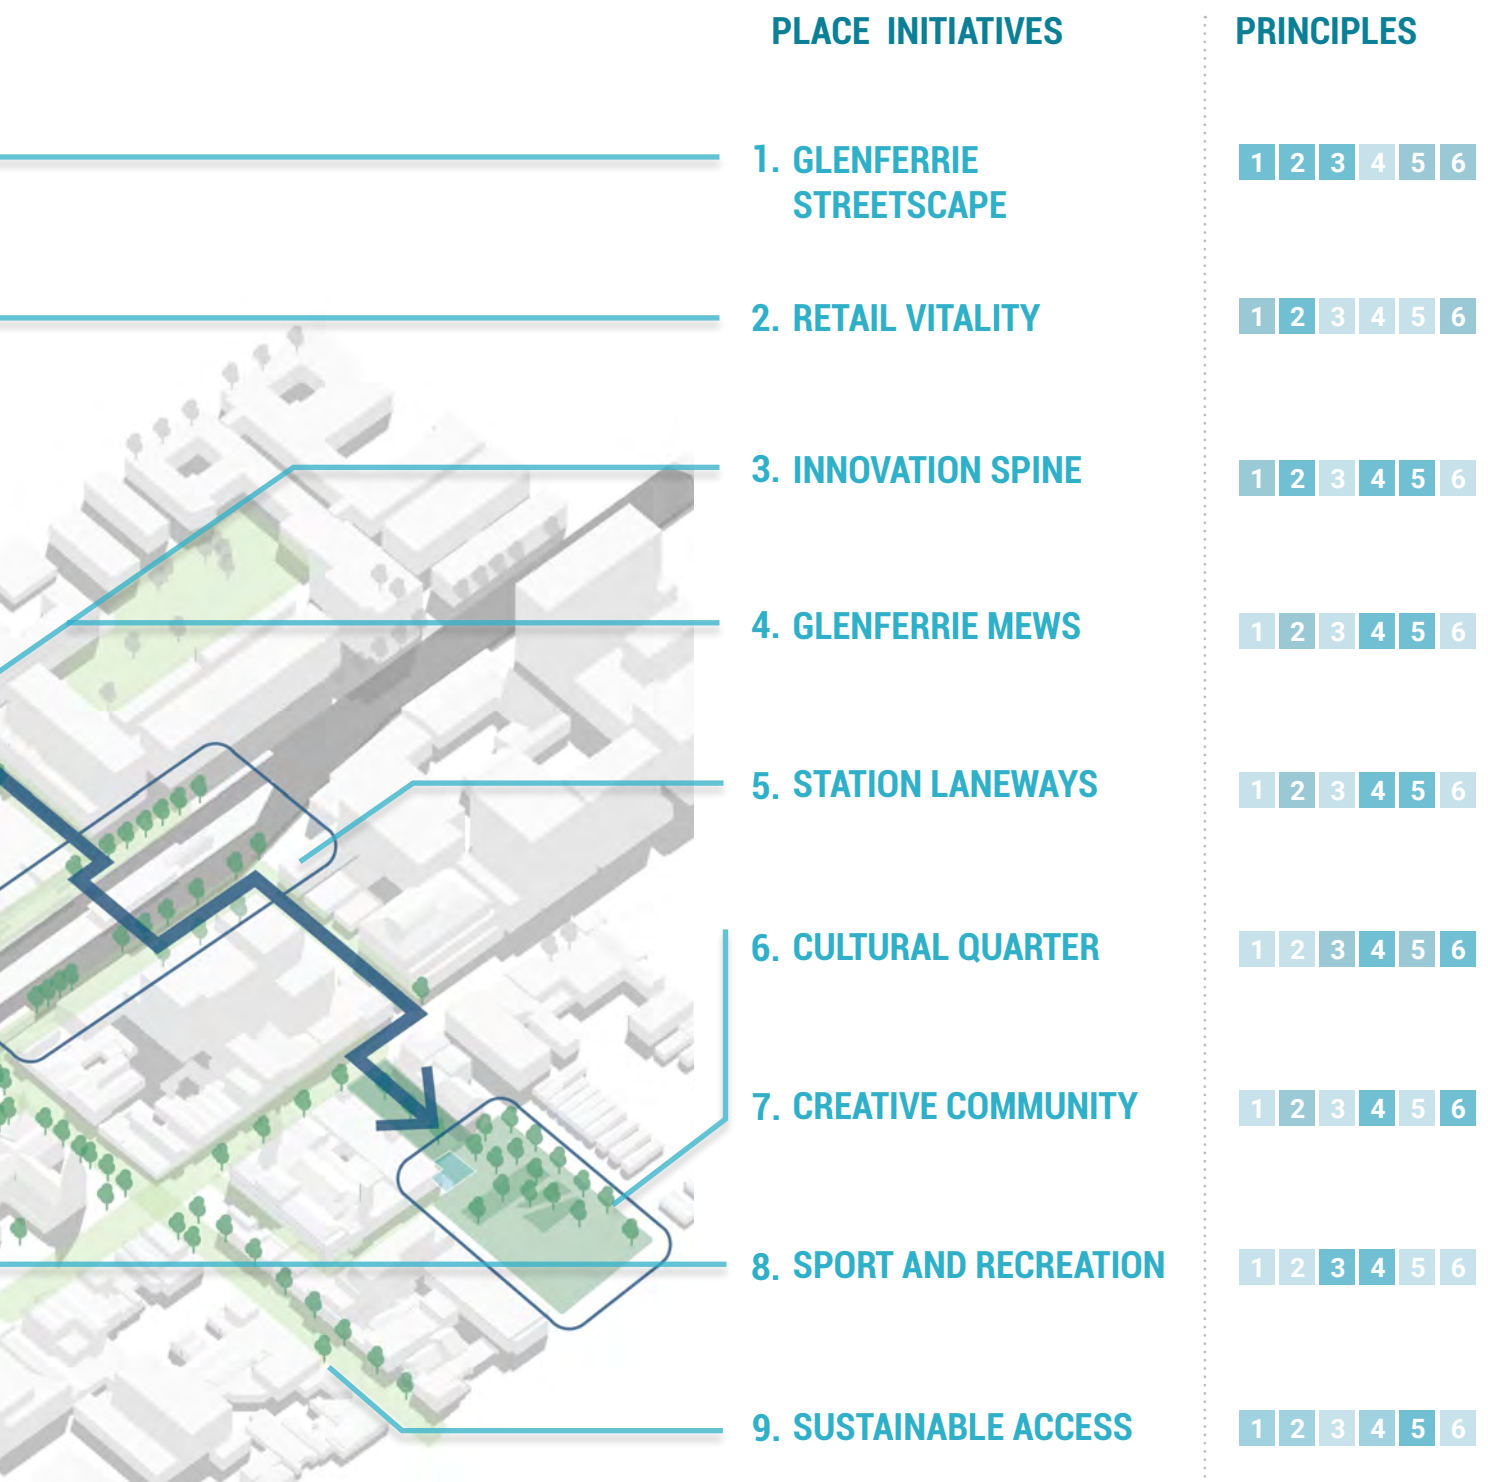 PLACE INITIATIVES
PRINCIPLES
1. GLENFERRIE
STREETSCAPE
1 2 3 4 5 6
2. RETAIL VITALITY
1 2 3 4 5 6
3. INNOVATION SPINE
1 2 3 4 5 6
4. GLENFERRIE MEWS
1 2 3 4 5 6
5. STATION LANEWAYS
1 2 3 4 5 6
6. CULTURAL QUARTER
1 2 3 4 5 6
7. CREATIVE COMMUNITY
1 2 3 4 5 6
8. SPORT AND RECREATION
1 2 3 4 5 6
9. SUSTAINABLE ACCESS
1 2 3 4 5 6